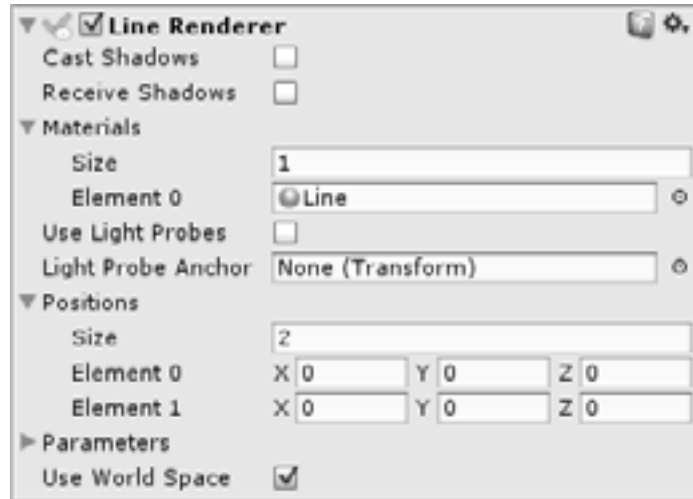 Line Renderer
Cast Shadows
Receive Shadows
Materials
Size 1
Element 0 Line
Use Light Probes
Light Probe Anchor None (Transform)
Positions
Size 2
Element 0 X 0 Y 0 Z 0
Element 1 X 0 Y 0 Z 0
Parameters
Use World Space